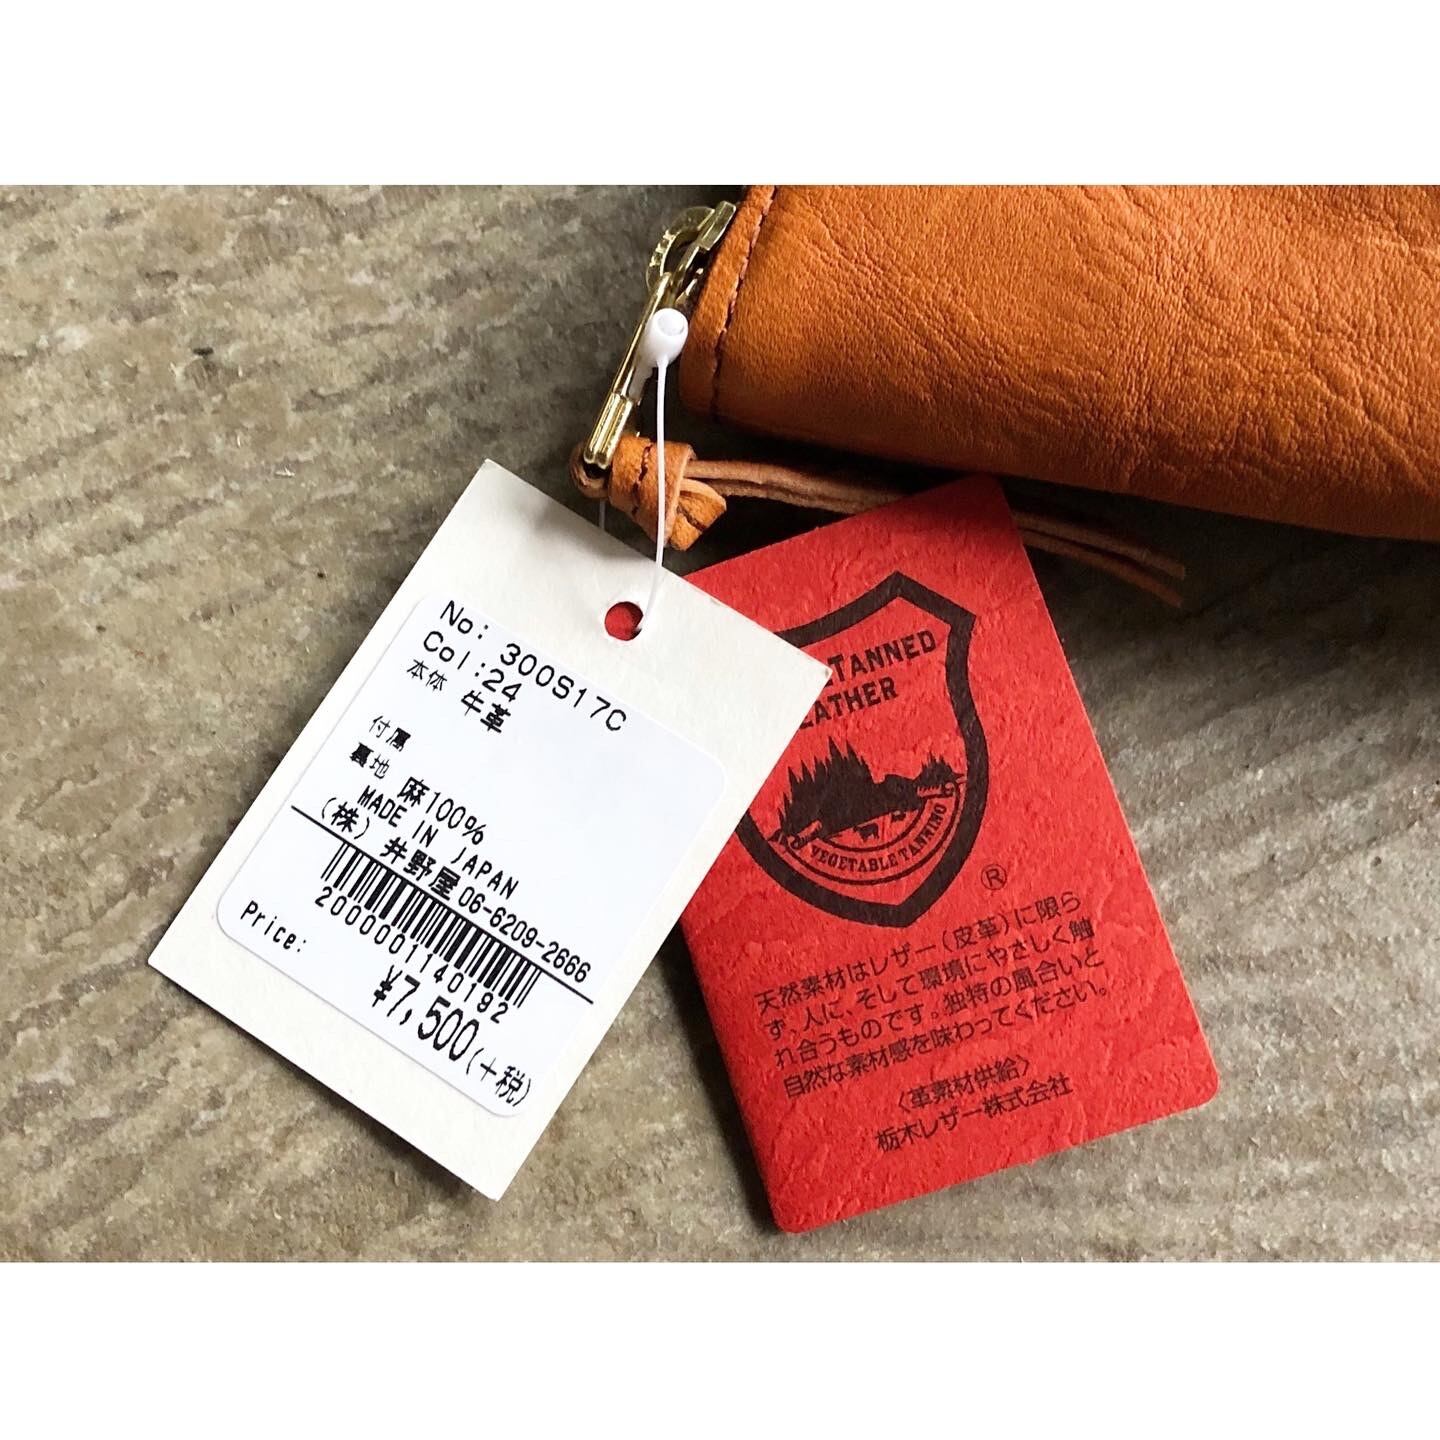 No: 300S17C
Col:24
本体 牛革
付属
裏地 麻100%
MADE IN JAPAN
(株) 井野屋 06-6209-2666
2000001140192
Price:
¥7,500(+税)
TANNED
VEGETABLE TANNING
®
天然素材はレザー(皮革)に限ら
ず、人に、そして環境にやさしく触
れ合うものです。独特の風合いと
自然な素材感を味わってください。
〈革素材供給〉
栃木レザー株式会社